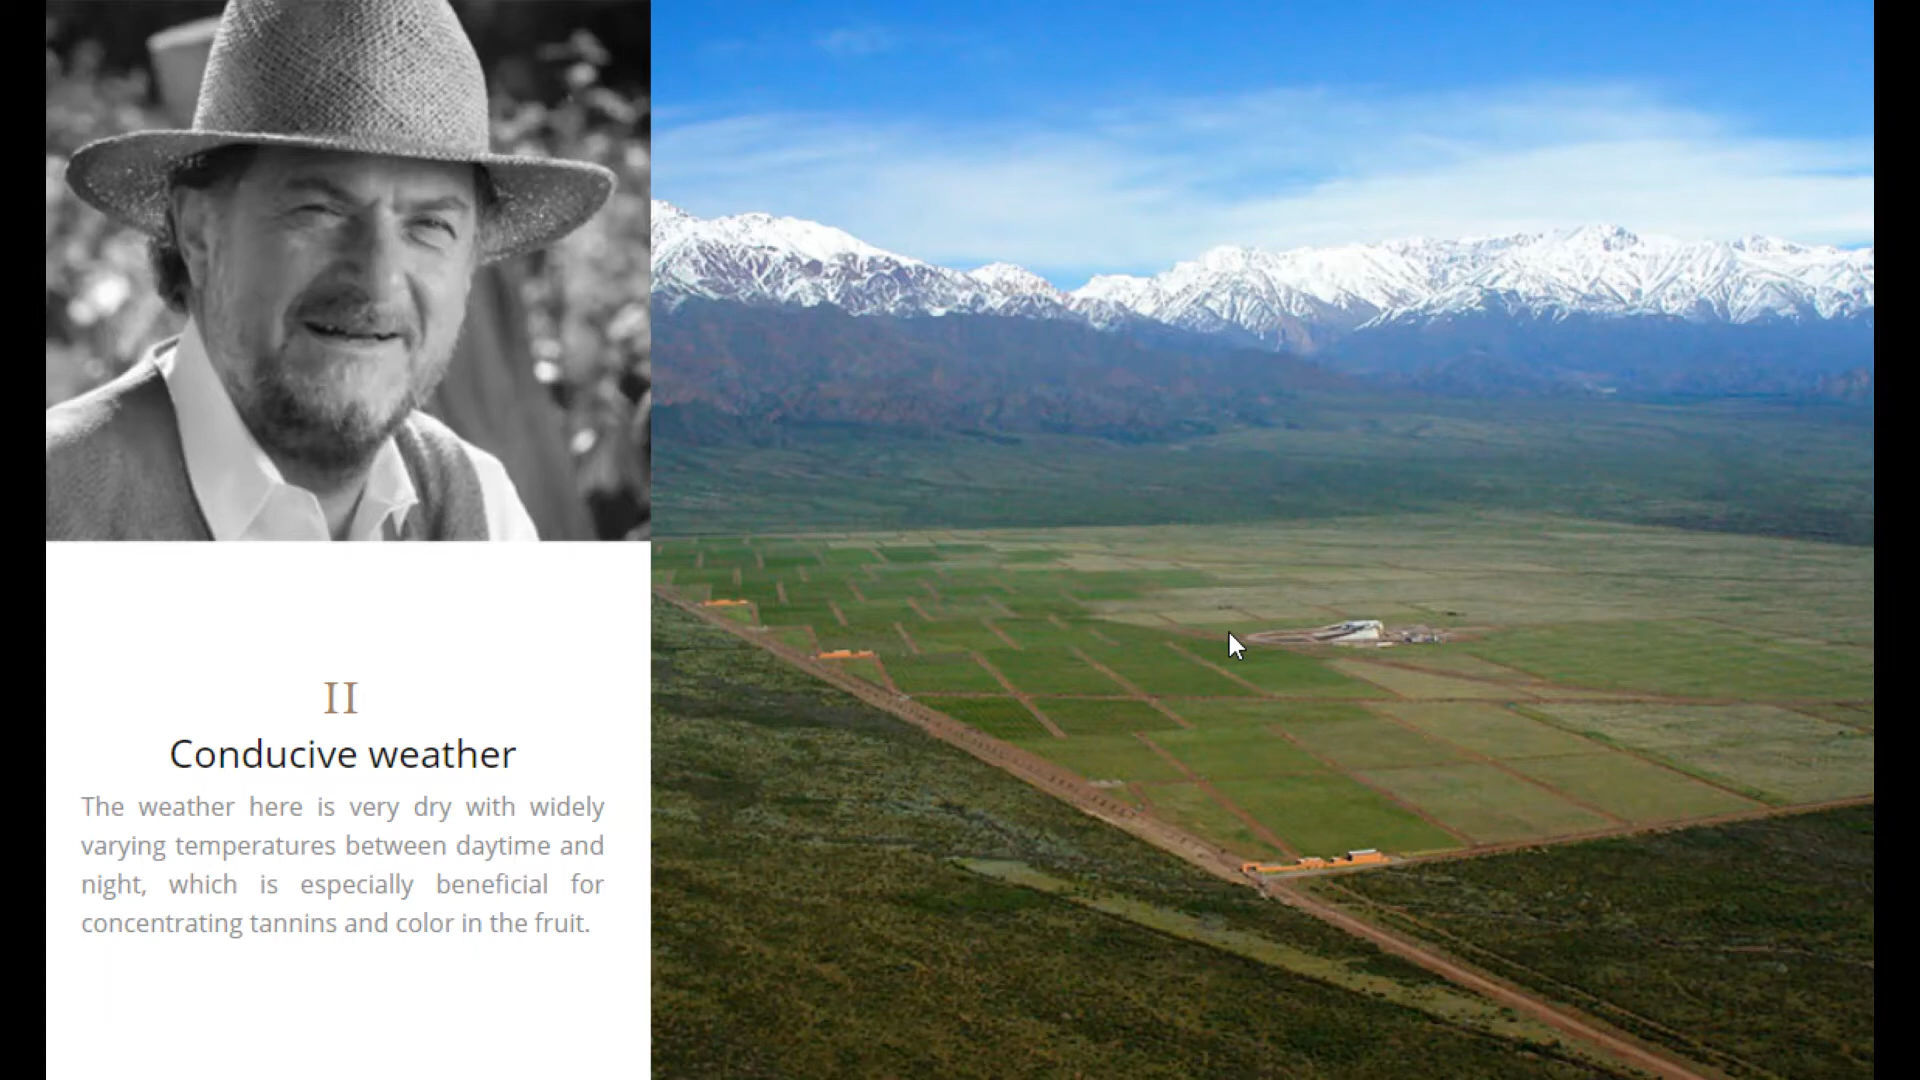 II
Conducive weather
The weather here is very dry with widely
varying temperatures between daytime and
night, which is especially beneficial for
concentrating tannins and color in the fruit.